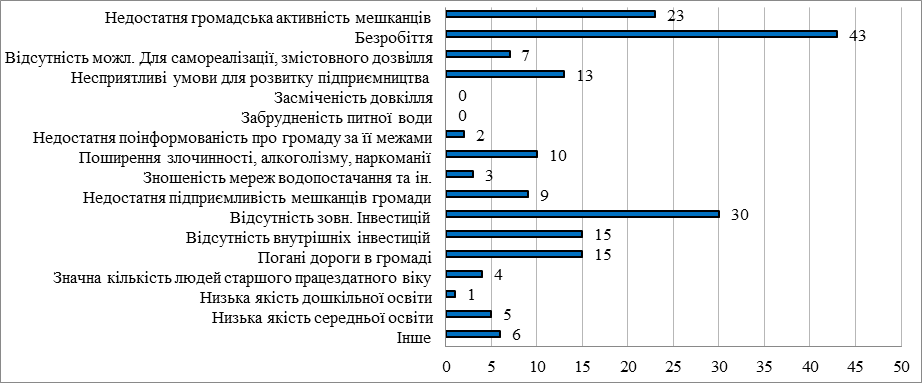 Недостатня громадська активність мешканців 23
Безробіття 43
Відсутність можл. Для самореалізації, змістовного дозвілля 7
Несприятливі умови для розвитку підприємництва 13
Засміченість довкілля 0
Забрудненість питної води 0
Недостатня поінформованість про громаду за її межами 2
Поширення злочинності, алкоголізму, наркоманії 10
Зношеність мереж водопостачання та ін. 3
Недостатня підприємливість мешканців громади 9
Відсутність зовн. Інвестицій 30
Відсутність внутрішніх інвестицій 15
Погані дороги в громаді 15
Значна кількість людей старшого працездатного віку 4
Низька якість дошкільної освіти 1
Низька якість середньої освіти 5
Інше 6
0 5 10 15 20 25 30 35 40 45 50